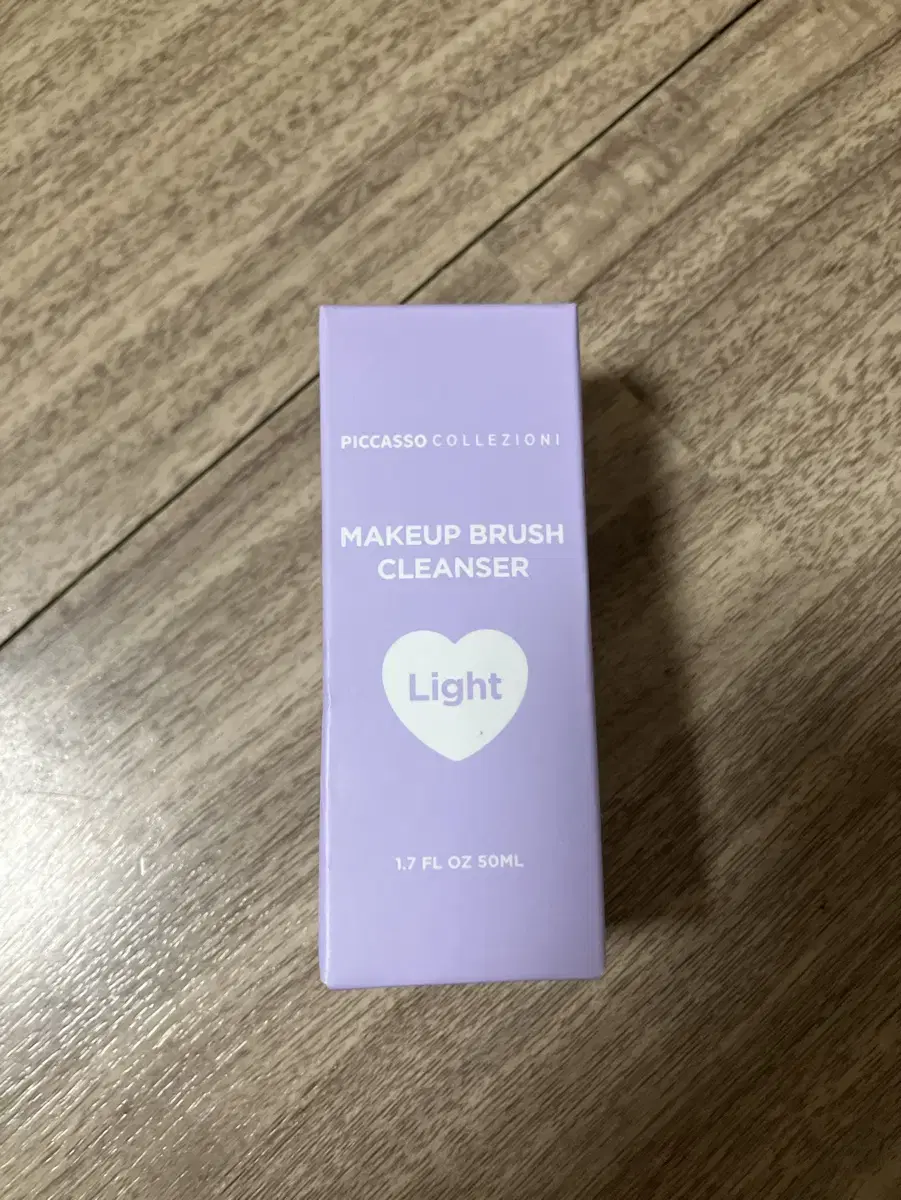 PICCASSO COLLEZIONI
MAKEUP BRUSH
CLEANSER
Light
1.7 FL OZ 50ML